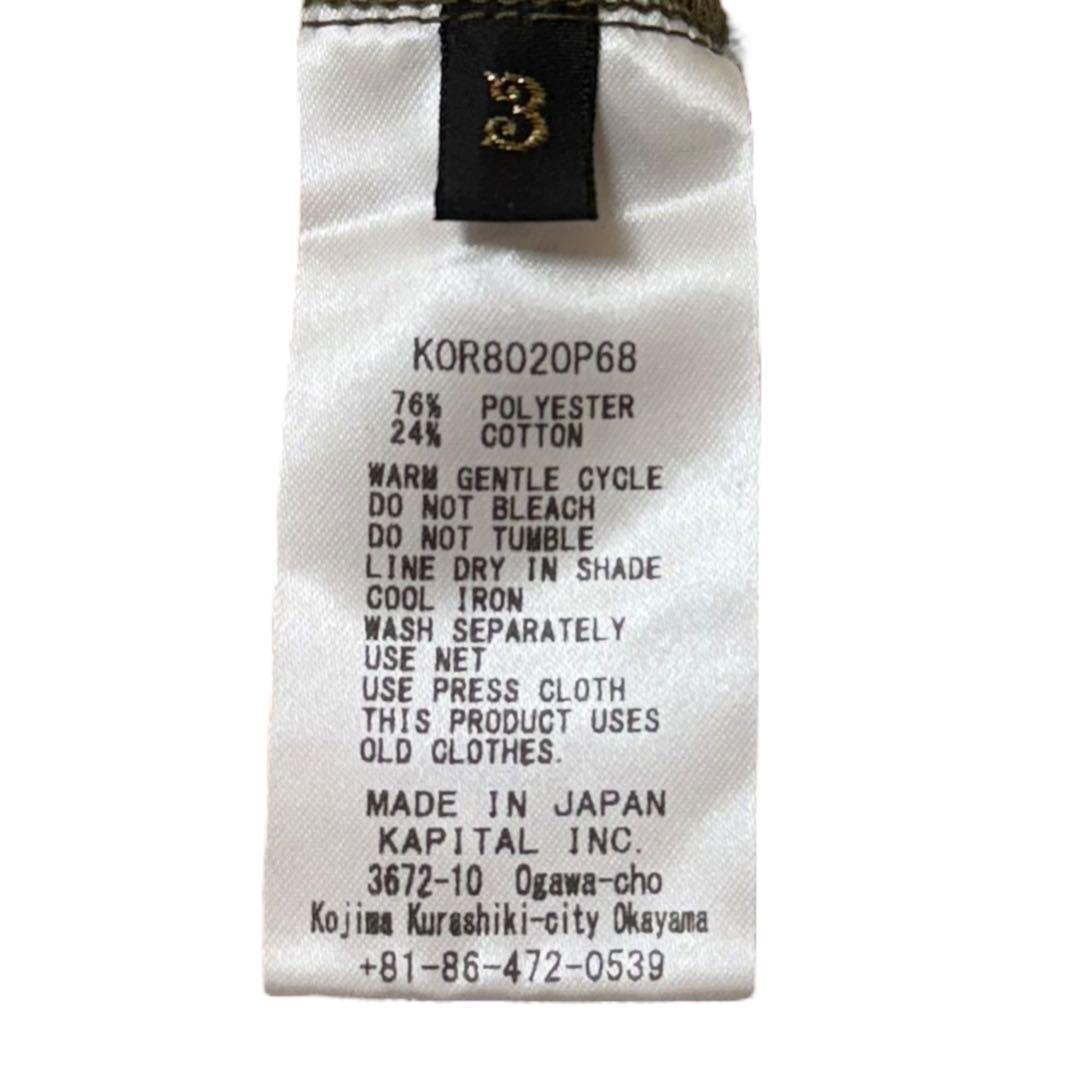 3
KOR8020P68
76% POLYESTER
24% COTTON
WARM GENTLE CYCLE
DO NOT BLEACH
DO NOT TUMBLE
LINE DRY IN SHADE
COOL IRON
WASH SEPARATELY
USE NET
USE PRESS CLOTH
THIS PRODUCT USES
OLD CLOTHES.
MADE IN JAPAN
KAPITAL INC.
3672-10 Ogawa-cho
Kojima Kurashiki-city Okayama
+81-86-472-0539